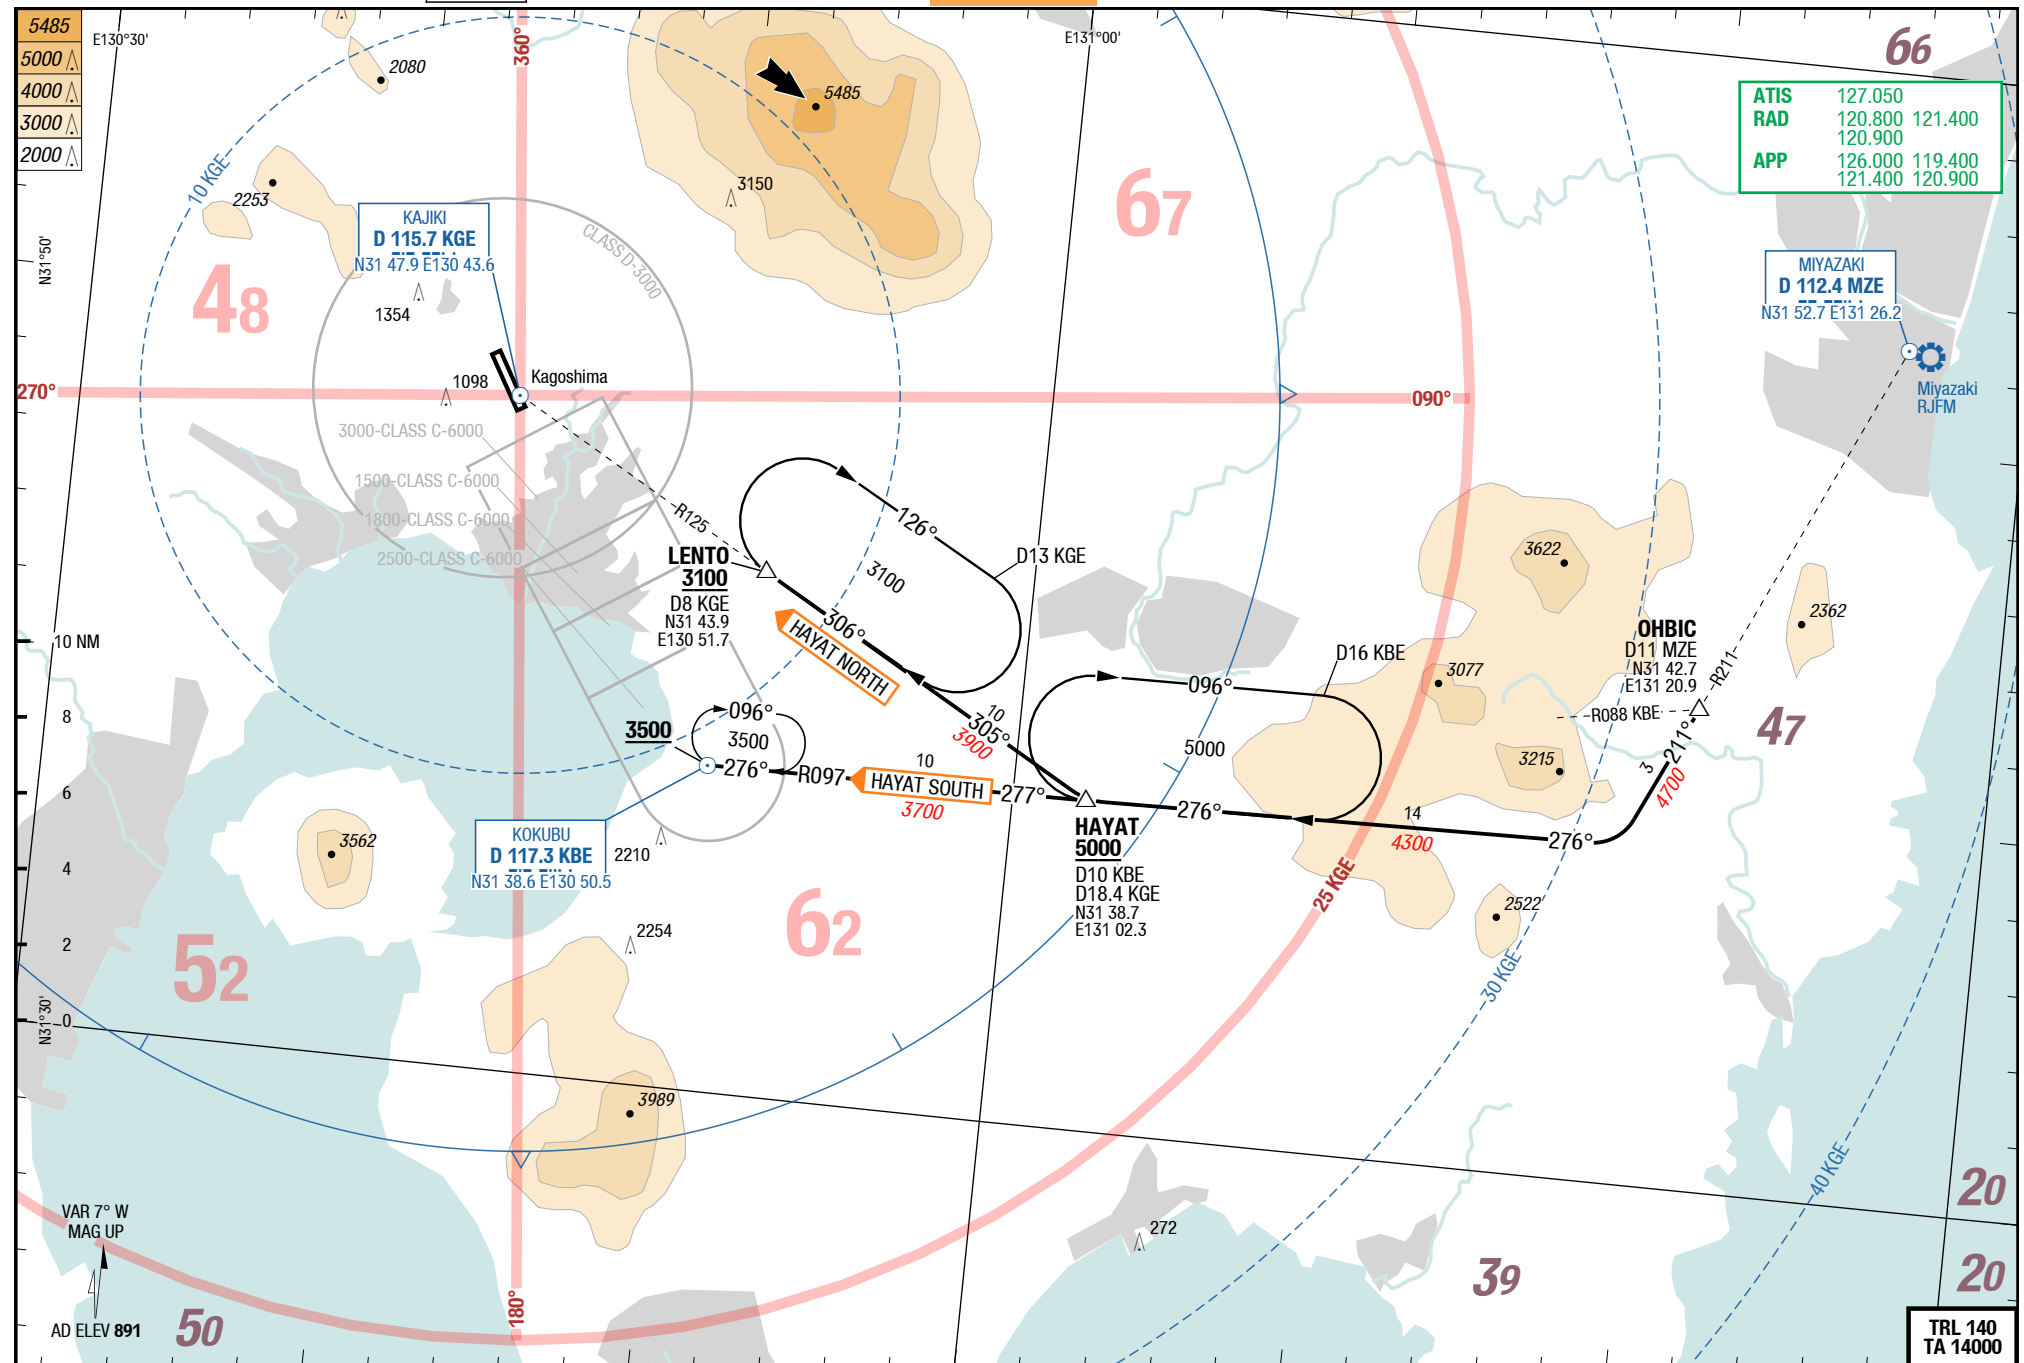 5485
5000
4000
3000
2000
E130°30'
360°
E131°00'
66
2080
5485
ATIS 127.050
RAD 120.800 121.400
120.900
APP 126.000 119.400
121.400 120.900
10 KGE
2253
3150
67
CLASS D-3000
KAJIKI
D 115.7 KGE
N31 47.9 E130 43.6
N31°50'
48
1354
MIYAZAKI
D 112.4 MZE
N31 52.7 E131 26.2
Miyazaki
RJFM
270°
1098
Kagoshima
090°
3000-CLASS C-6000
1500-CLASS C-6000
1800-CLASS C-6000
2500-CLASS C-6000
R125
126°
3100
D13 KGE
LENTO
3100
D8 KGE
N31 43.9
E130 51.7
306°
HAYAT NORTH
3622
2362
OHBIC
D11 MZE
N31 42.7
E131 20.9
R211
R088 KBE
3077
3215
47
10 NM
8
6
4
2
0
D16 KBE
096°
5000
10
305°
3900
3500
096°
3500
276°
R097
10
HAYAT SOUTH
3700
277°
276°
14
4300
276°
3
211°
4700
HAYAT
5000
D10 KBE
D18.4 KGE
N31 38.7
E131 02.3
KOKUBU
D 117.3 KBE
N31 38.6 E130 50.5
2210
3562
25 KGE
2522
62
2254
52
30 KGE
N31°30'
3989
40 KGE
20
VAR 7° W
MAG UP
272
39
20
180°
AD ELEV 891
50
TRL 140
TA 14000